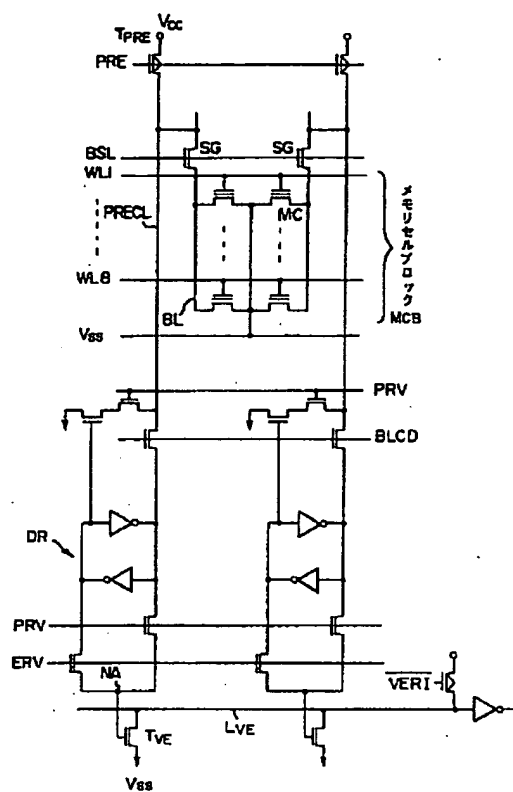 Vcc
TPRE
PRE
BSL
SG
SG
WL1
MC
PRECL
メモリセルブロック
MCB
WL8
BL
Vss
PRV
BLCD
DR
PRV
ERV
NA
VERI
LVE
TVE
Vss